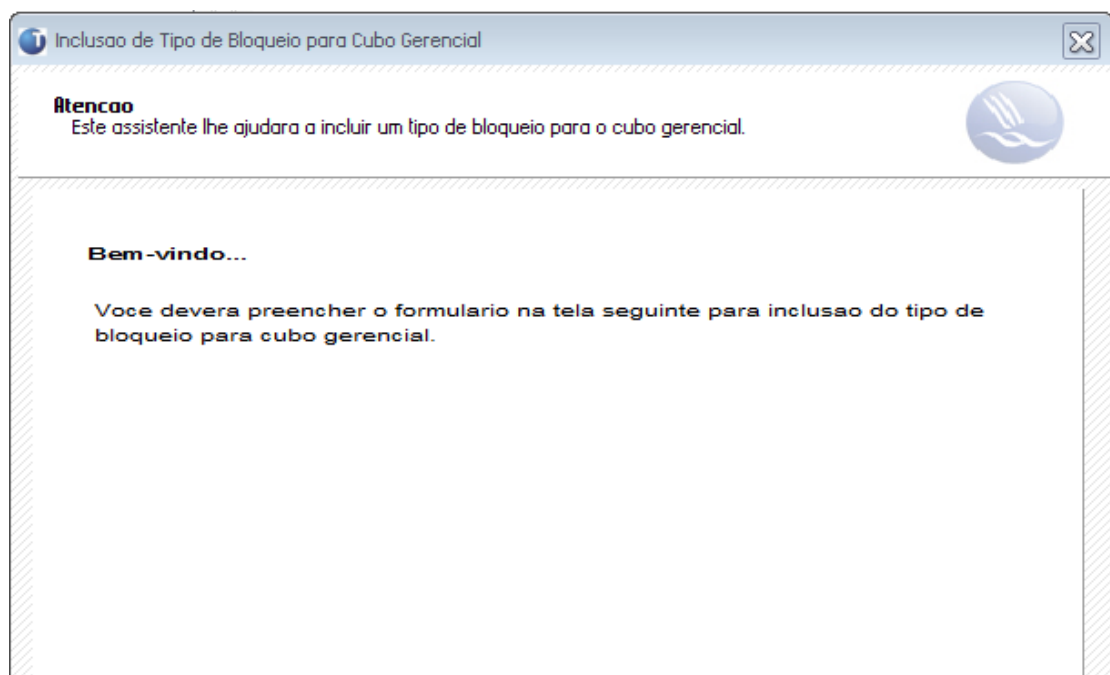 Inclusao de Tipo de Bloqueio para Cubo Gerencial
Atencao
Este assistente lhe ajudara a incluir um tipo de bloqueio para o cubo gerencial.
Bem-vindo...
Voce devera preencher o formulario na tela seguinte para inclusao do tipo de
bloqueio para cubo gerencial.